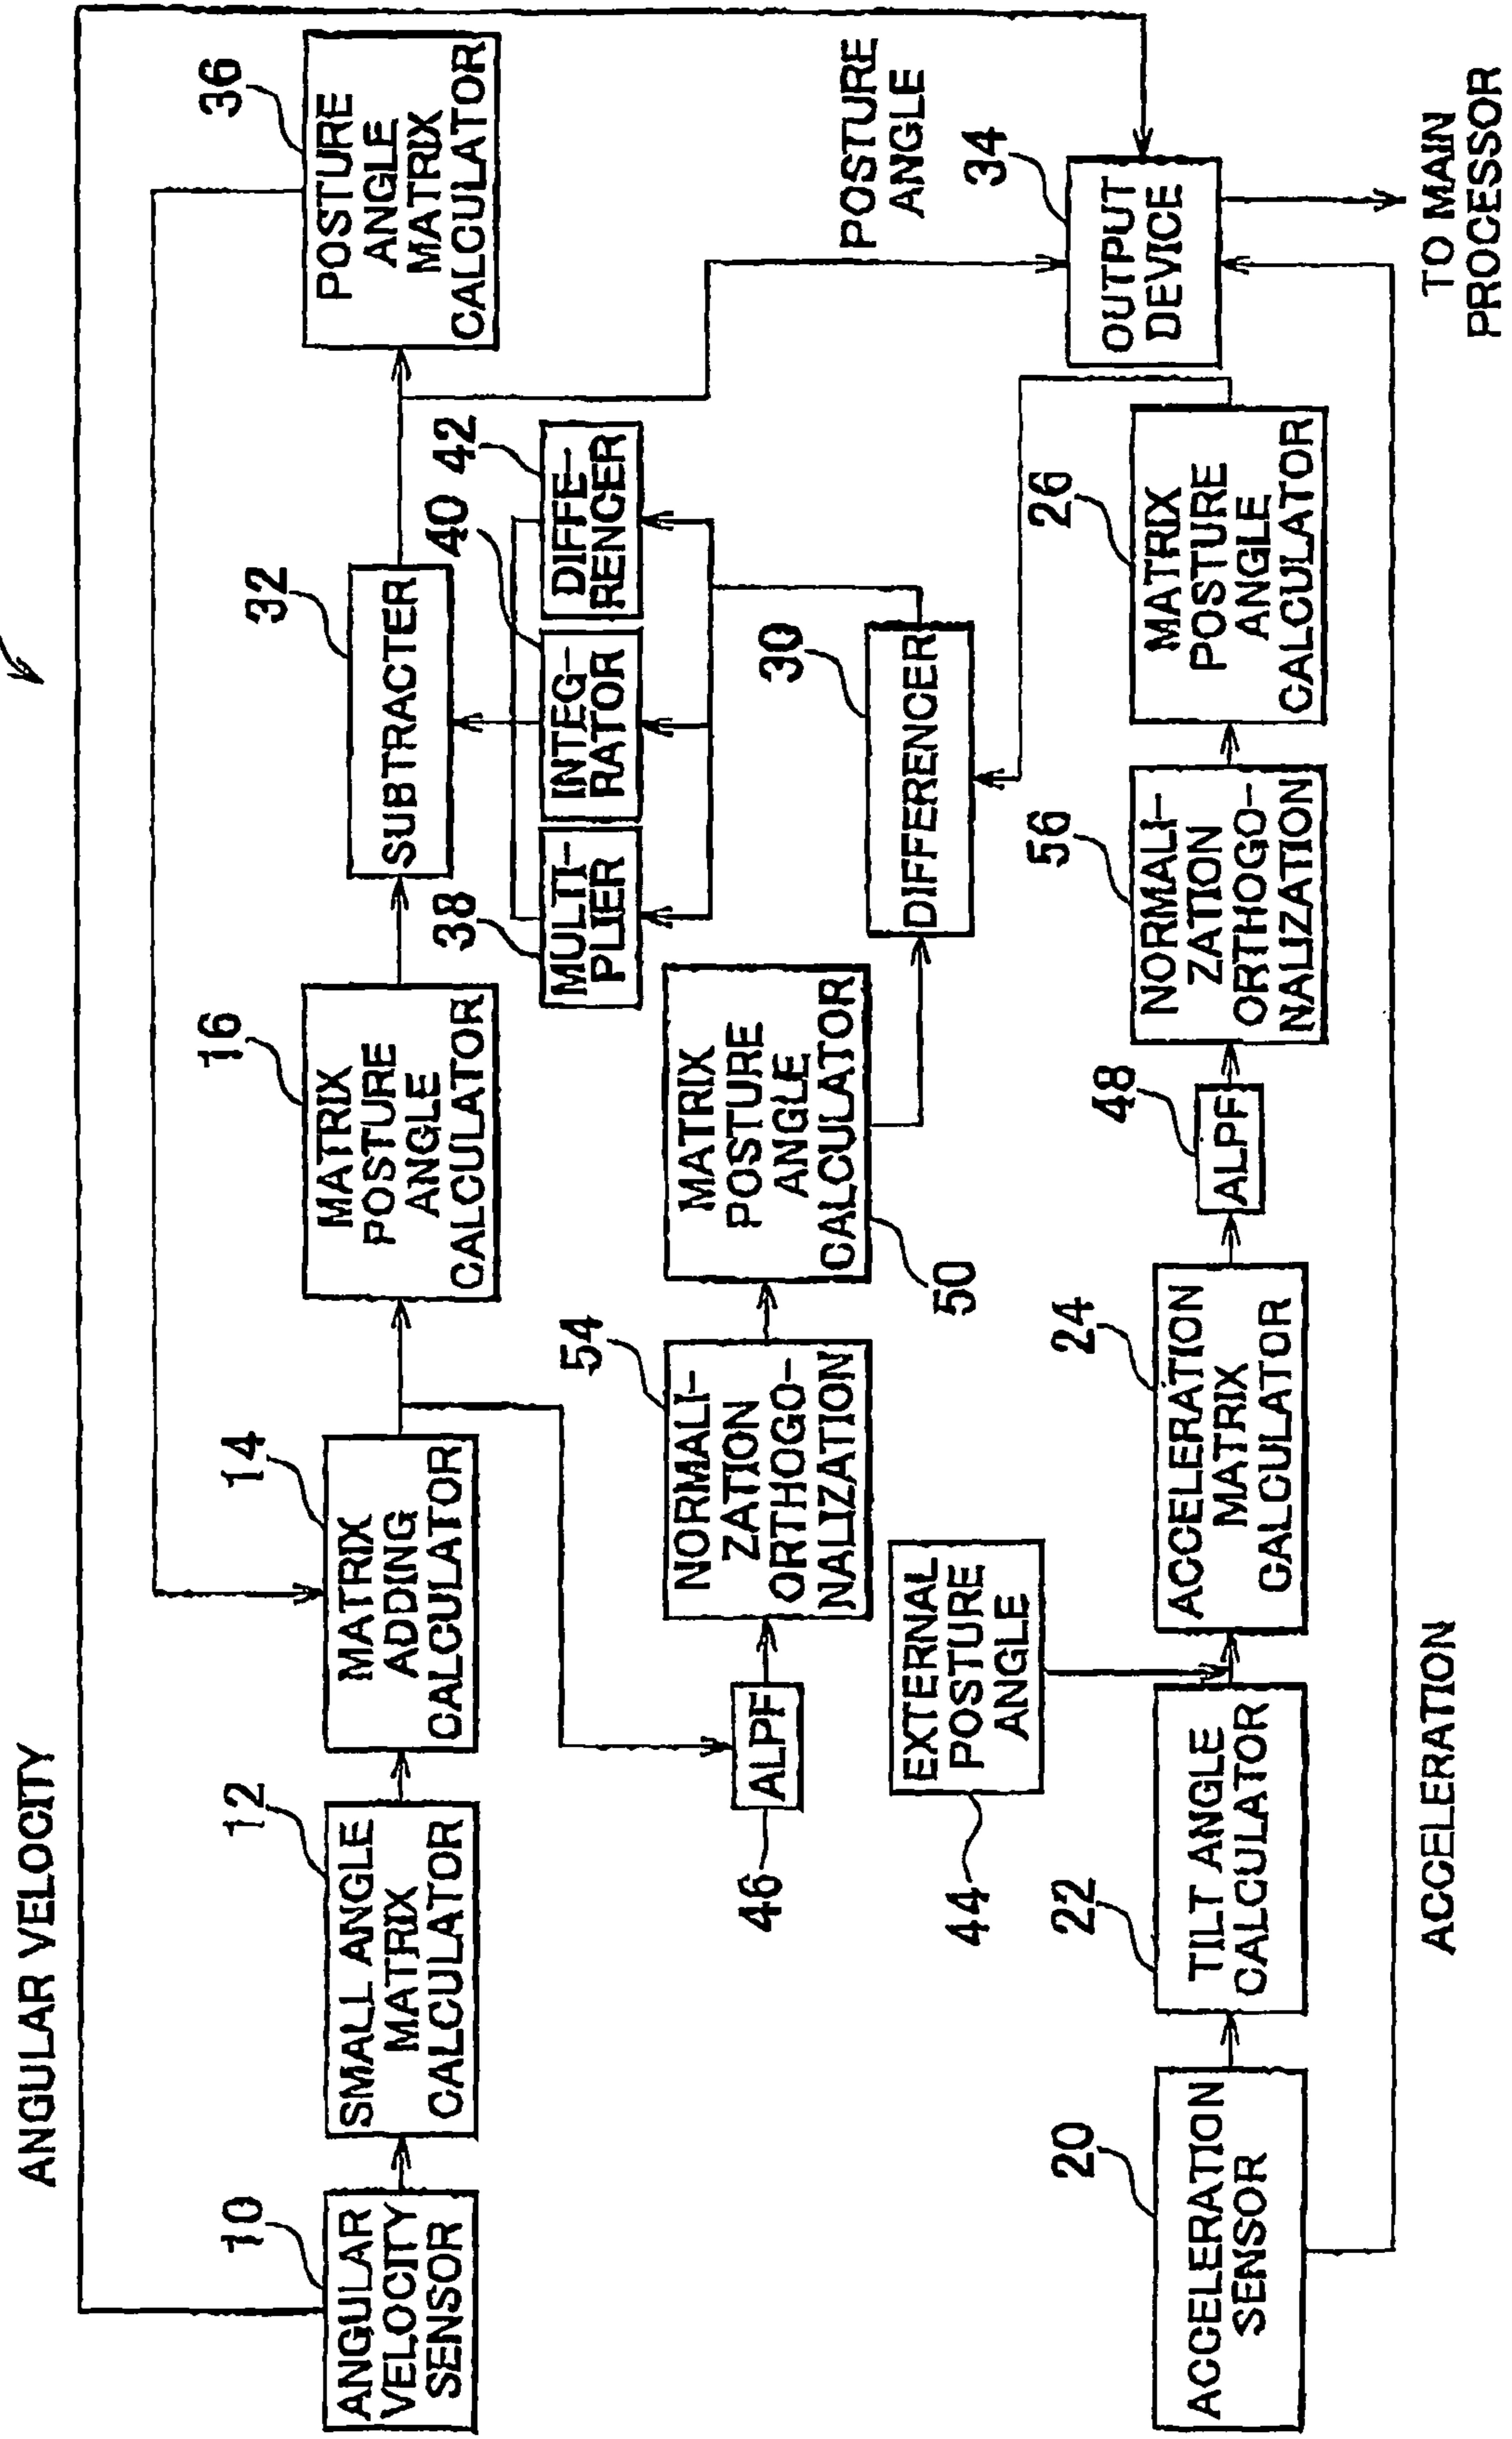 ANGULAR VELOCITY
10
ANGULAR
VELOCITY
SENSOR
12
SMALL ANGLE
MATRIX
CALCULATOR
14
MATRIX
ADDING
CALCULATOR
16
MATRIX
POSTURE
ANGLE
CALCULATOR
32
SUBTRACTER
36
POSTURE
ANGLE
MATRIX
CALCULATOR
38
MULTI-
PLIER
40
INTEG-
RATOR
42
DIFFE-
RENCER
46
ALPF
54
NORMALI-
ZATION
ORTHOGO-
NALIZATION
MATRIX
POSTURE
ANGLE
CALCULATOR
50
30
DIFFERENCER
POSTURE
ANGLE
34
OUTPUT
DEVICE
TO MAIN
PROCESSOR
EXTERNAL
POSTURE
ANGLE
44
20
ACCELERATION
SENSOR
22
TILT ANGLE
CALCULATOR
24
ACCELERATION
MATRIX
CALCULATOR
48
ALPF
56
NORMALI-
ZATION
ORTHOGO-
NALIZATION
26
MATRIX
POSTURE
ANGLE
CALCULATOR
ACCELERATION